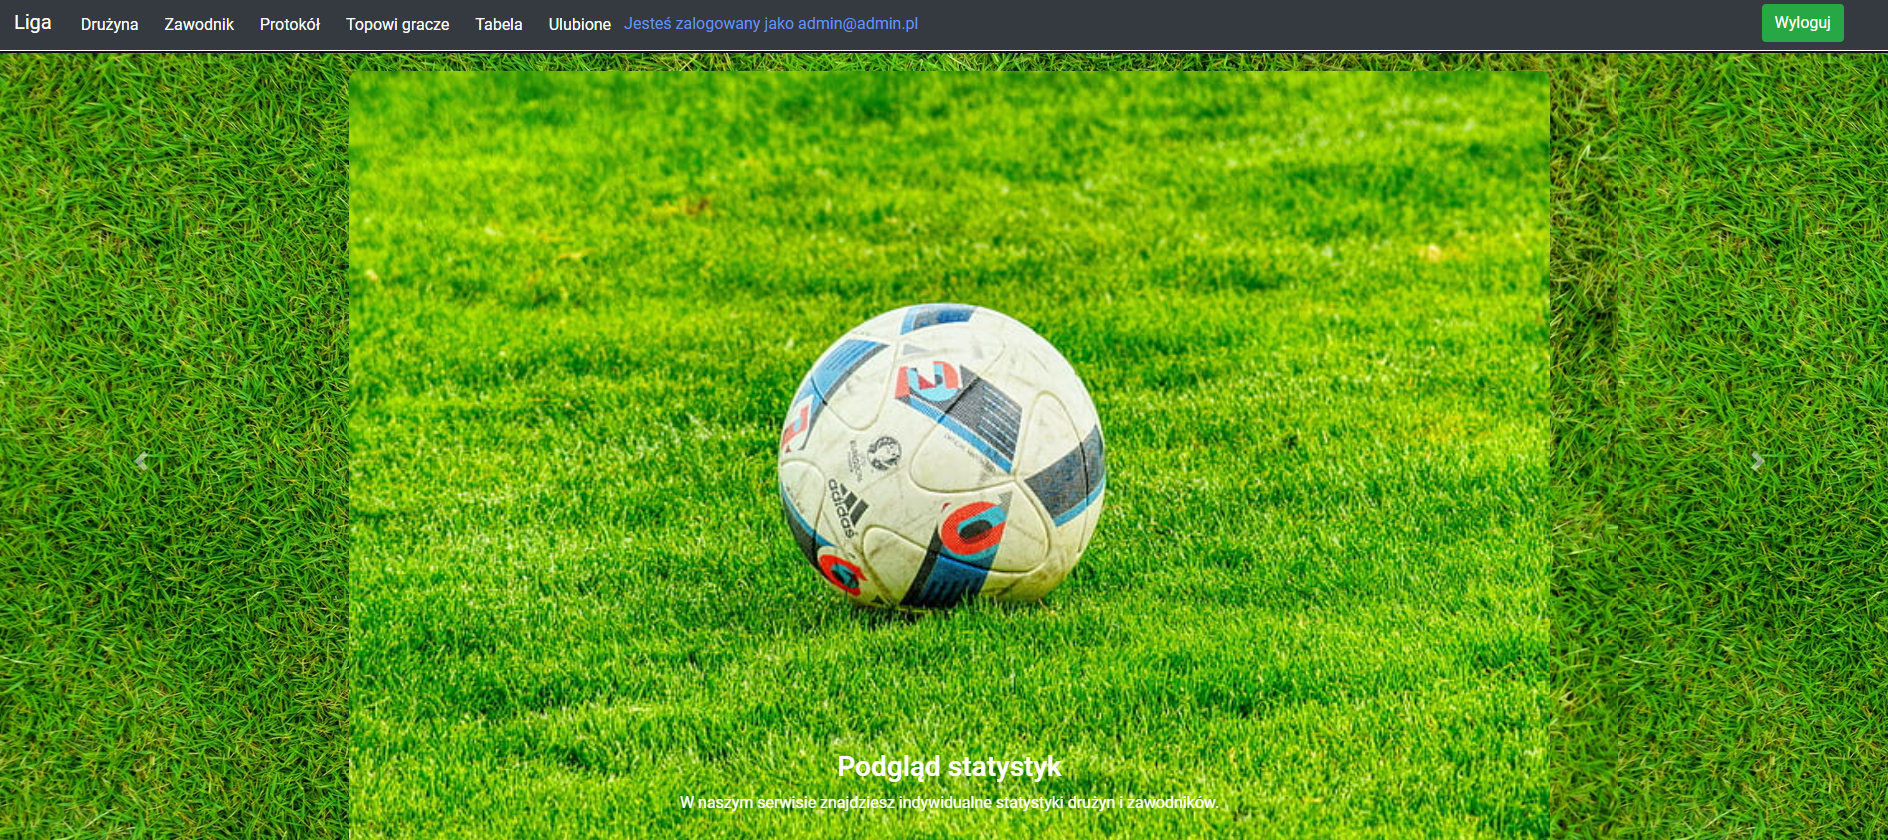 Liga Drużyna Zawodnik Protokół Topowi gracze Tabela Ulubione Jesteś zalogowany jako admin@admin.pl Wyloguj
adidas
Podgląd statystyk
W naszym serwisie znajdziesz indywidualne statystyki drużyn i zawodników.